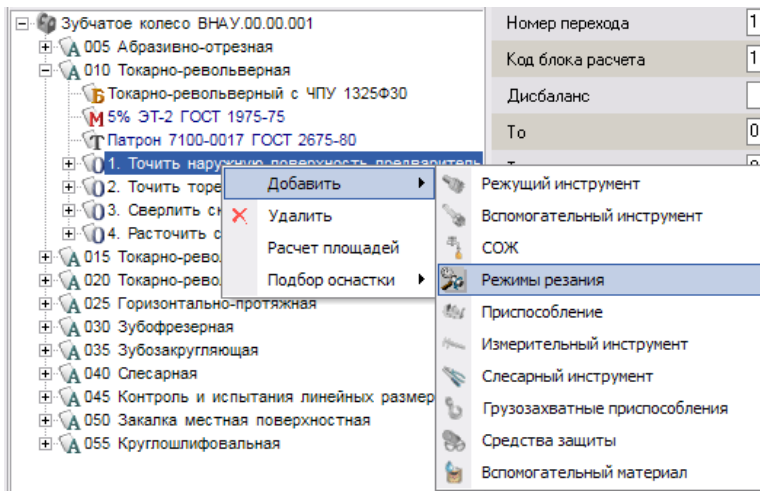 Зубчатое колесо ВНАУ.00.00.001
005 Абразивно-отрезная
010 Токарно-револьверная
Токарно-револьверный с ЧПУ 1325Ф30
5% ЭТ-2 ГОСТ 1975-75
Патрон 7100-0017 ГОСТ 2675-80
1. Точить наружную поверхность предваритель
2. Точить торе
3. Сверлить
4. Расточить с
015 Токарно-рево
020 Токарно-рево
025 Горизонтально-протяжная
030 Зубофрезерная
035 Зубозакругляющая
040 Слесарная
045 Контроль и испытания линейных размер
050 Закалка местная поверхностная
055 Круглошлифовальная
Номер перехода 1
Код блока расчета 1
Дисбаланс
То 0
Добавить
Удалить
Расчет площадей
Подбор оснастки
Режущий инструмент
Вспомогательный инструмент
СОЖ
Режимы резания
Приспособление
Измерительный инструмент
Слесарный инструмент
Грузозахватные приспособления
Средства защиты
Вспомогательный материал